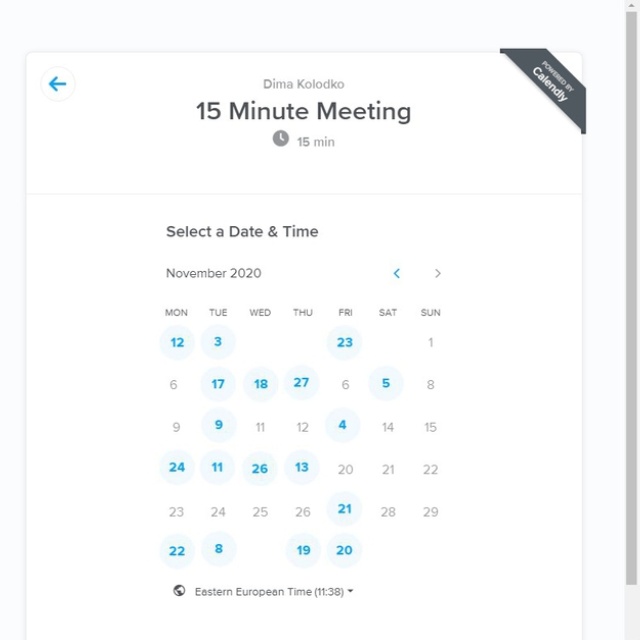 POWERED BY
Calendly
Dima Kolodko
15 Minute Meeting
15 min
Select a Date & Time
November 2020
MON TUE WED THU FRI SAT SUN
12 3 23 1
6 17 18 27 6 5 8
9 9 11 12 4 14 15
24 11 26 13 20 21 22
23 24 25 26 21 28 29
22 8 19 20
Eastern European Time (11:38)